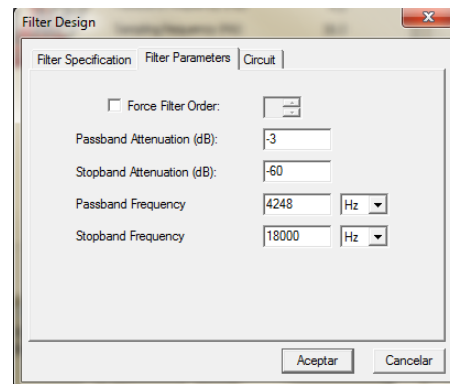 Filter Design
Filter Specification Filter Parameters Circuit
Force Filter Order:
Passband Attenuation (dB): -3
Stopband Attenuation (dB): -60
Passband Frequency 4248 Hz
Stopband Frequency 18000 Hz
Aceptar Cancelar